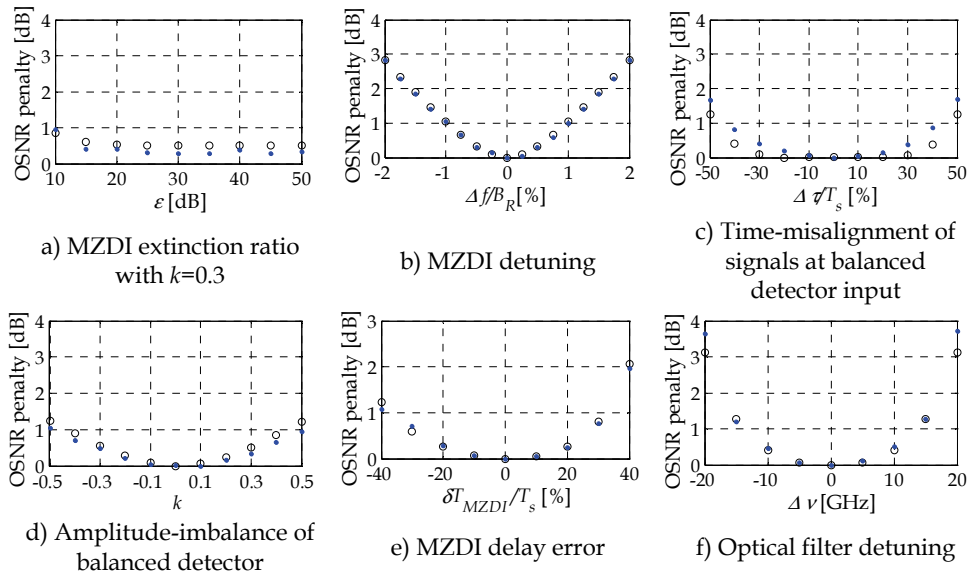 OSNR penalty [dB]
4
3
2
1
0
10 20 30 40 50
ε [dB]
a) MZDI extinction ratio
with k=0.3
OSNR penalty [dB]
4
3
2
1
0
-2 -1 0 1 2
Δf/B_R[%]
b) MZDI detuning
OSNR penalty [dB]
4
3
2
1
0
-50 -30 -10 10 30 50
Δτ/T_s [%]
c) Time-misalignment of
signals at balanced
detector input
OSNR penalty [dB]
4
3
2
1
0
-0.5 -0.3 -0.1 0.1 0.3 0.5
k
d) Amplitude-imbalance of
balanced detector
OSNR penalty [dB]
3
2
1
0
-40 -20 0 20 40
δT_MZDI/T_s [%]
e) MZDI delay error
OSNR penalty [dB]
4
3
2
1
0
-20 -10 0 10 20
Δν[GHz]
f) Optical filter detuning